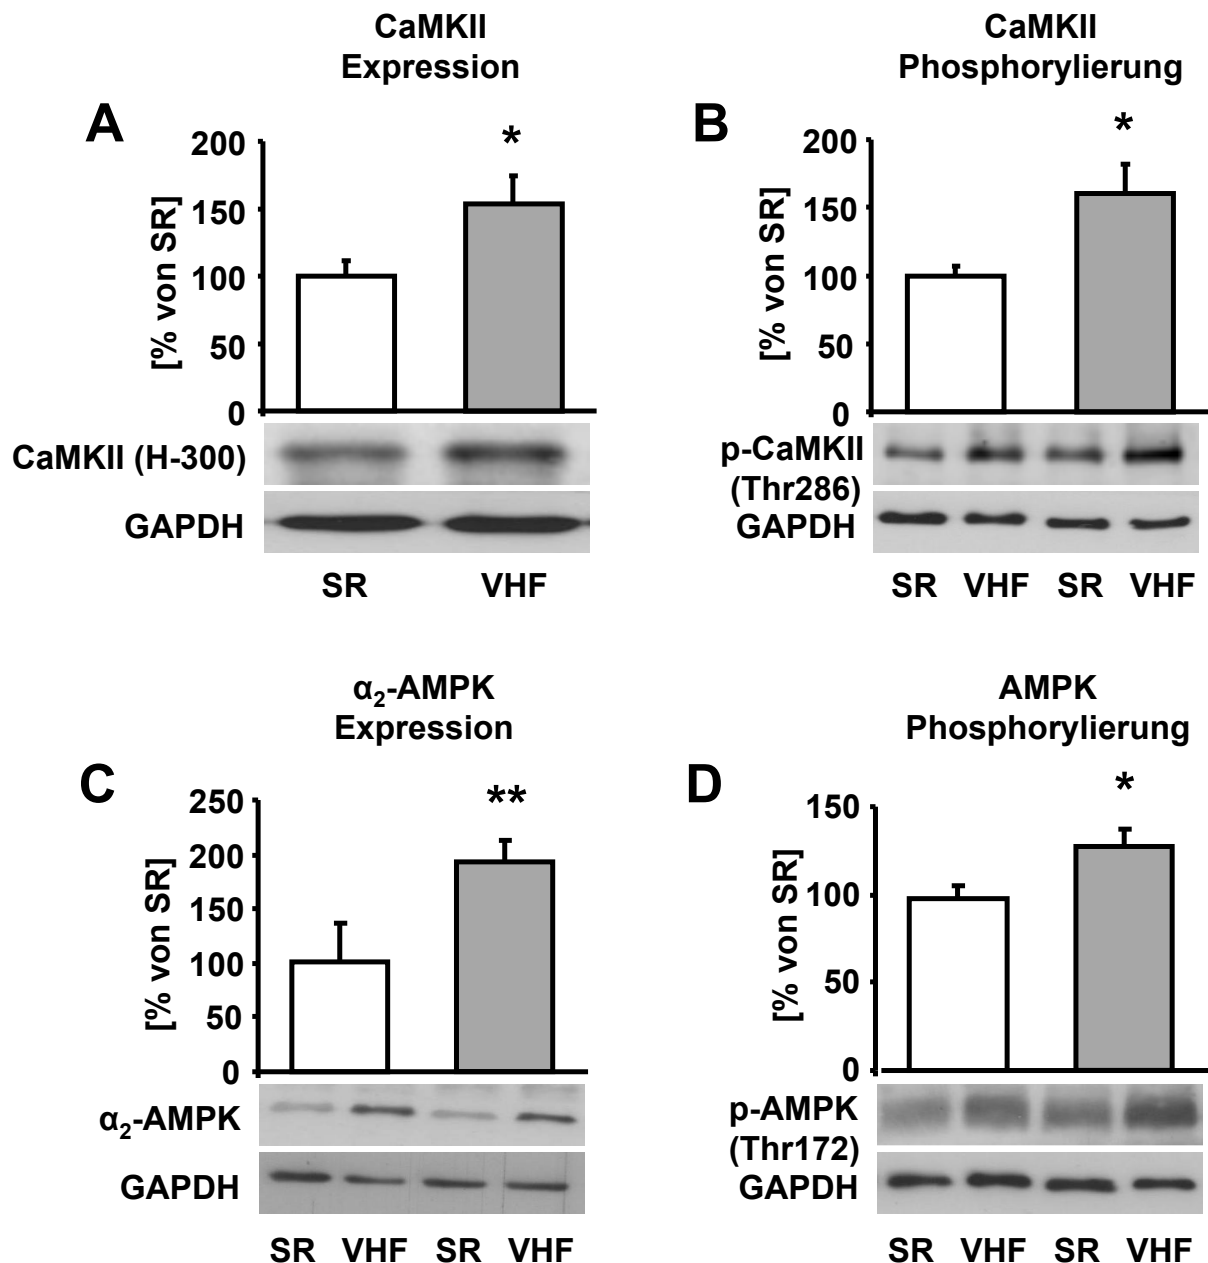 CaMKII
Expression
A
*
[% von SR]
200
150
100
50
0
CaMKII (H-300)
GAPDH
SR VHF
CaMKII
Phosphorylierung
B
*
[% von SR]
200
150
100
50
0
p-CaMKII
(Thr286)
GAPDH
SR VHF SR VHF
α₂-AMPK
Expression
C
**
[% von SR]
250
200
150
100
50
0
α₂-AMPK
GAPDH
SR VHF SR VHF
AMPK
Phosphorylierung
D
*
[% von SR]
150
100
50
0
p-AMPK
(Thr172)
GAPDH
SR VHF SR VHF